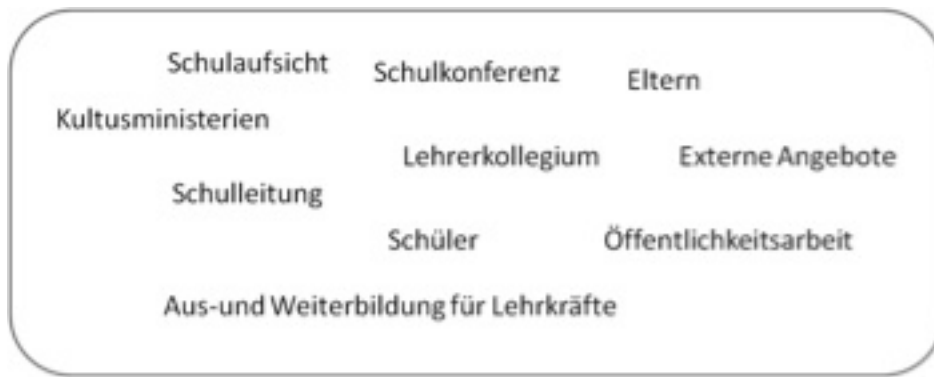 Schulaufsicht
Schulkonferenz
Eltern
Kultusministerien
Lehrerkollegium
Externe Angebote
Schulleitung
Schüler
Öffentlichkeitsarbeit
Aus-und Weiterbildung für Lehrkräfte